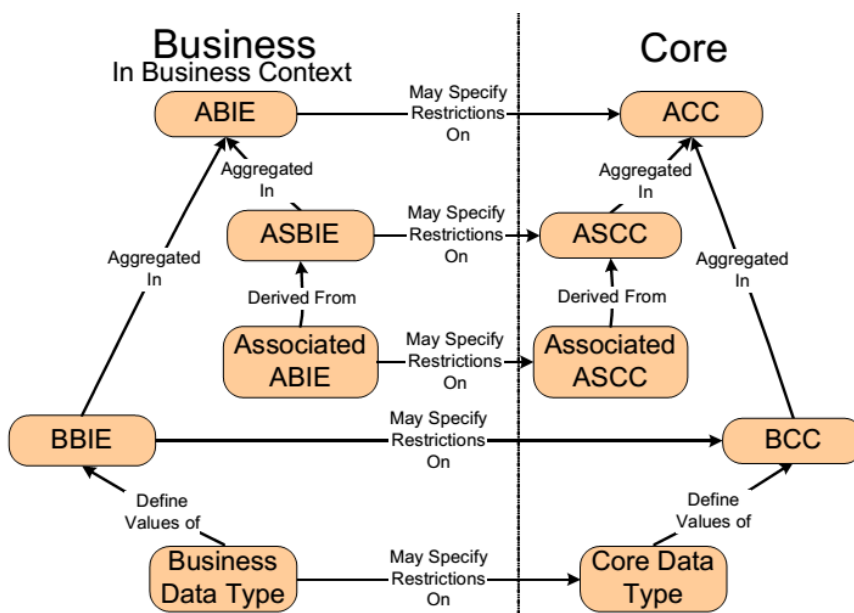 Business
In Business Context
Core
ABIE
May Specify
Restrictions
On
ACC
Aggregated
In
Aggregated
In
ASBIE
May Specify
Restrictions
On
ASCC
Aggregated
In
Aggregated
In
Derived From
Derived From
Associated
ABIE
May Specify
Restrictions
On
Associated
ASCC
BBIE
May Specify
Restrictions
On
BCC
Define
Values of
Define
Values of
Business
Data Type
May Specify
Restrictions
On
Core Data
Type